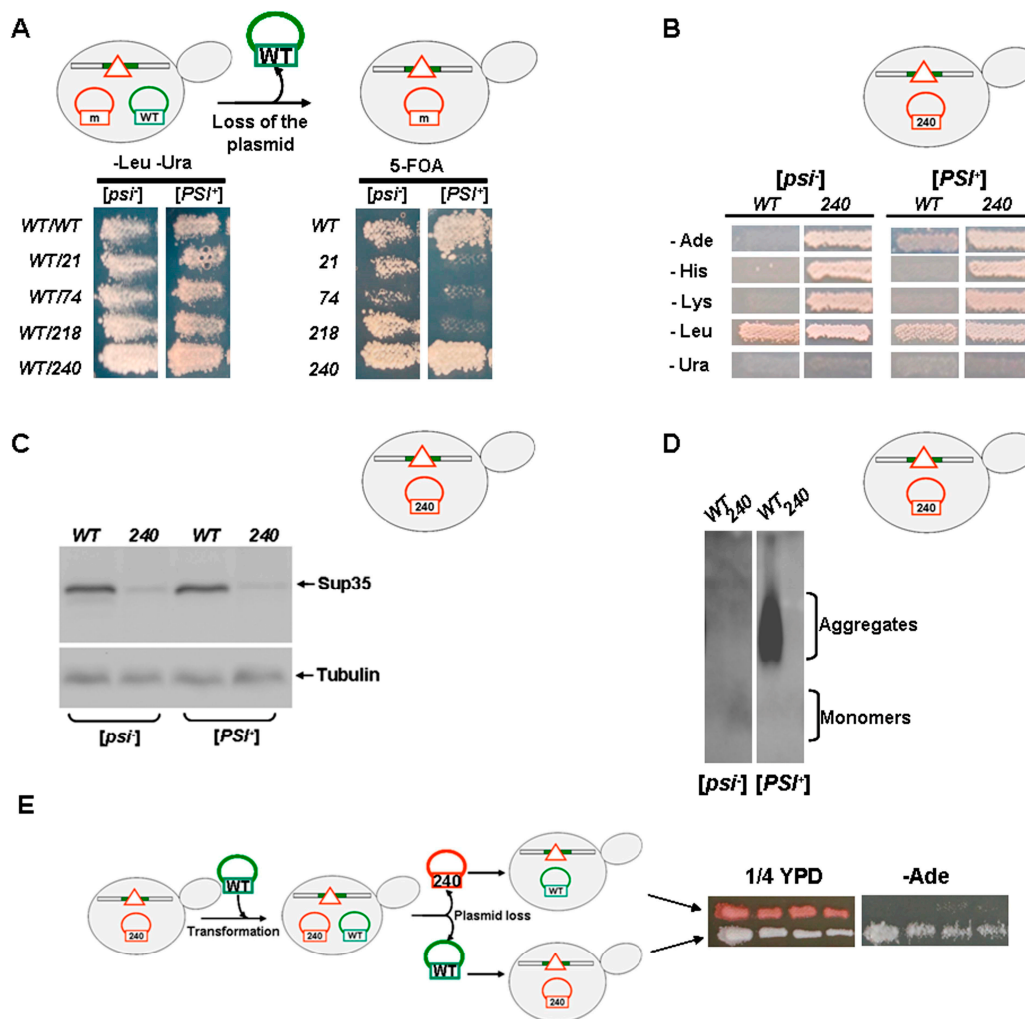 A
WT
m
WT
Loss of the
plasmid
m
-Leu -Ura
[psi-] [PSI+]
WT/WT
WT/21
WT/74
WT/218
WT/240
5-FOA
[psi-] [PSI+]
WT
21
74
218
240
B
240
[psi-] [PSI+]
WT 240 WT 240
- Ade
- His
- Lys
- Leu
- Ura
C
240
WT 240 WT 240
Sup35
Tubulin
[psi-] [PSI+]
D
240
WT 240 WT 240
Aggregates
Monomers
[psi-] [PSI+]
E
240
WT
Transformation
240 WT
240
Plasmid loss
WT
WT
240
1/4 YPD
-Ade